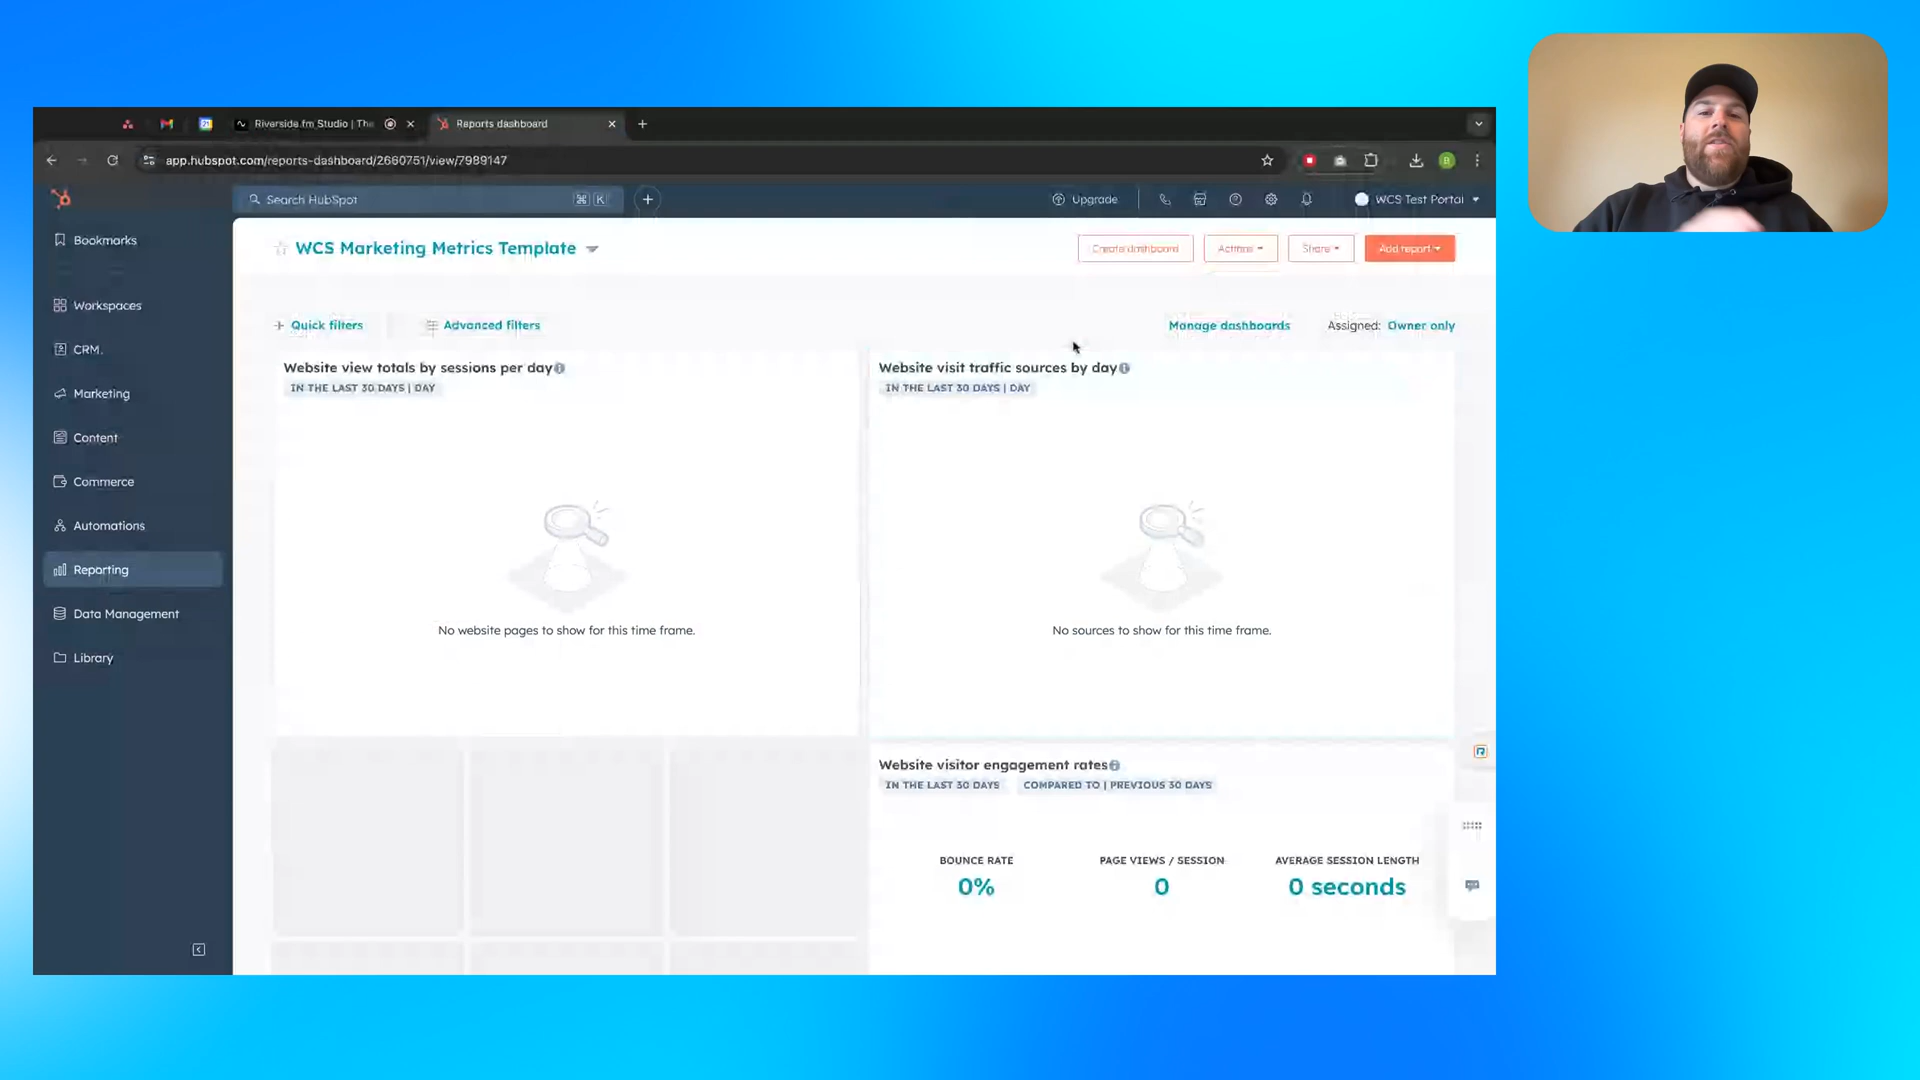 Riverside.fm Studio | The
Reports dashboard
app.hubspot.com/reports-dashboard/2660751/view/7989147
Search HubSpot
⌘ K
Upgrade
WCS Test Portal
Bookmarks
Workspaces
CRM
Marketing
Content
Commerce
Automations
Reporting
Data Management
Library
WCS Marketing Metrics Template
Create dashboard
Actions
Share
Add report
Quick filters
Advanced filters
Manage dashboards
Assigned: Owner only
Website view totals by sessions per day
IN THE LAST 30 DAYS | DAY
No website pages to show for this time frame.
Website visit traffic sources by day
IN THE LAST 30 DAYS | DAY
No sources to show for this time frame.
Website visitor engagement rates
IN THE LAST 30 DAYS COMPARED TO | PREVIOUS 30 DAYS
BOUNCE RATE
0%
PAGE VIEWS / SESSION
0
AVERAGE SESSION LENGTH
0 seconds